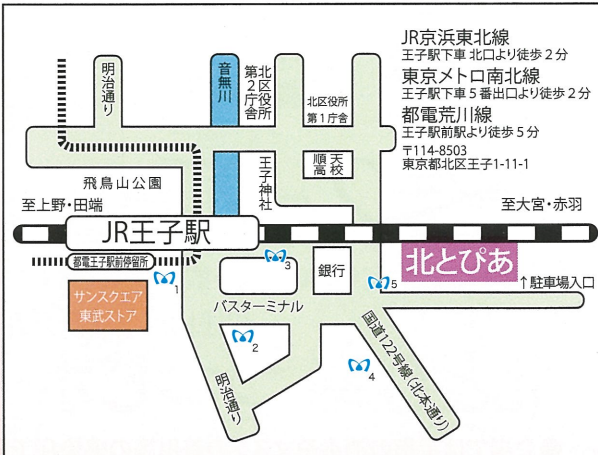 JR京浜東北線
王子駅下車 北口より徒歩2分
東京メトロ南北線
王子駅下車5番出口より徒歩2分
都電荒川線
王子駅前駅より徒歩5分
〒114-8503
東京都北区王子1-11-1
明治通り
音無川
北区役所
第2庁舎
北区役所
第1庁舎
順天
高校
王子神社
飛鳥山公園
至上野・田端
至大宮・赤羽
JR王子駅
都電王子駅前停留所
1
3
銀行
北とぴあ
5
↑駐車場入口
サンスクエア
東武ストア
バスターミナル
2
4
明治通り
国道122号線(北本通り)